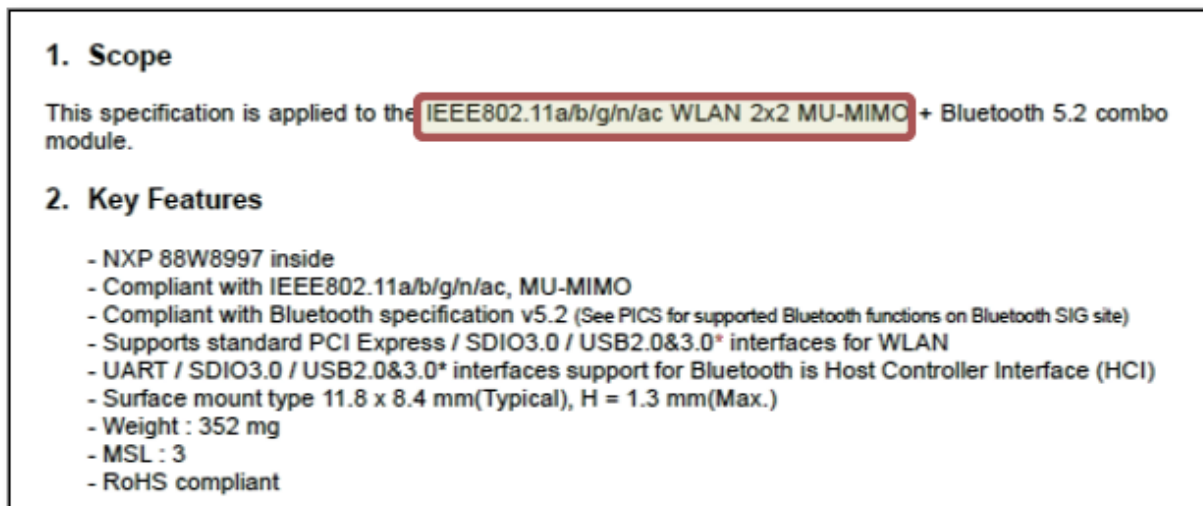 1. Scope
This specification is applied to the IEEE802.11a/b/g/n/ac WLAN 2x2 MU-MIMO + Bluetooth 5.2 combo
module.
2. Key Features
- NXP 88W8997 inside
- Compliant with IEEE802.11a/b/g/n/ac, MU-MIMO
- Compliant with Bluetooth specification v5.2 (See PICS for supported Bluetooth functions on Bluetooth SIG site)
- Supports standard PCI Express / SDIO3.0 / USB2.0&3.0* interfaces for WLAN
- UART / SDIO3.0 / USB2.0&3.0* interfaces support for Bluetooth is Host Controller Interface (HCI)
- Surface mount type 11.8 x 8.4 mm(Typical), H = 1.3 mm(Max.)
- Weight : 352 mg
- MSL : 3
- RoHS compliant